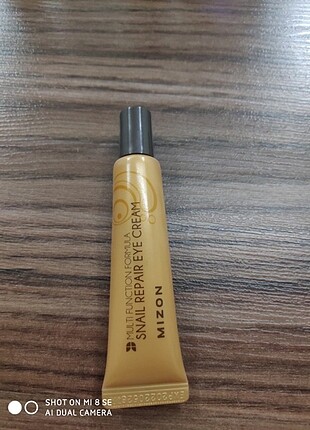 MULTI FUNCTION FORMULA
SNAIL REPAIR EYE CREAM
MIZON
SHOT ON MI 8 SE
AI DUAL CAMERA